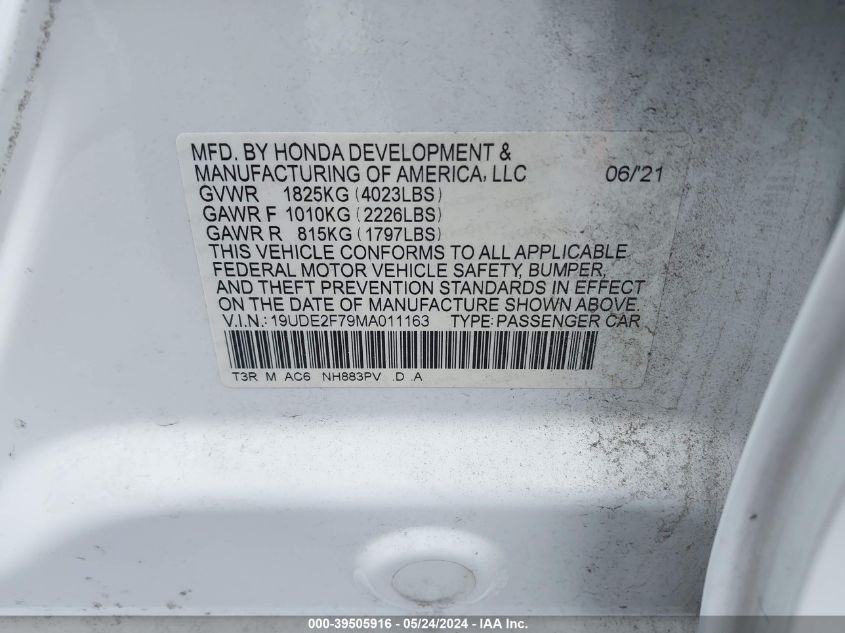 MFD. BY HONDA DEVELOPMENT &
MANUFACTURING OF AMERICA, LLC 06/'21
GVWR 1825KG (4023LBS)
GAWR F 1010KG (2226LBS)
GAWR R 815KG (1797LBS)
THIS VEHICLE CONFORMS TO ALL APPLICABLE
FEDERAL MOTOR VEHICLE SAFETY, BUMPER,
AND THEFT PREVENTION STANDARDS IN EFFECT
ON THE DATE OF MANUFACTURE SHOWN ABOVE.
V.I.N.: 19UDE2F79MA011163 TYPE: PASSENGER CAR
T3R M AC6 NH883PV .D .A
000-39505916 - 05/24/2024 - IAA Inc.